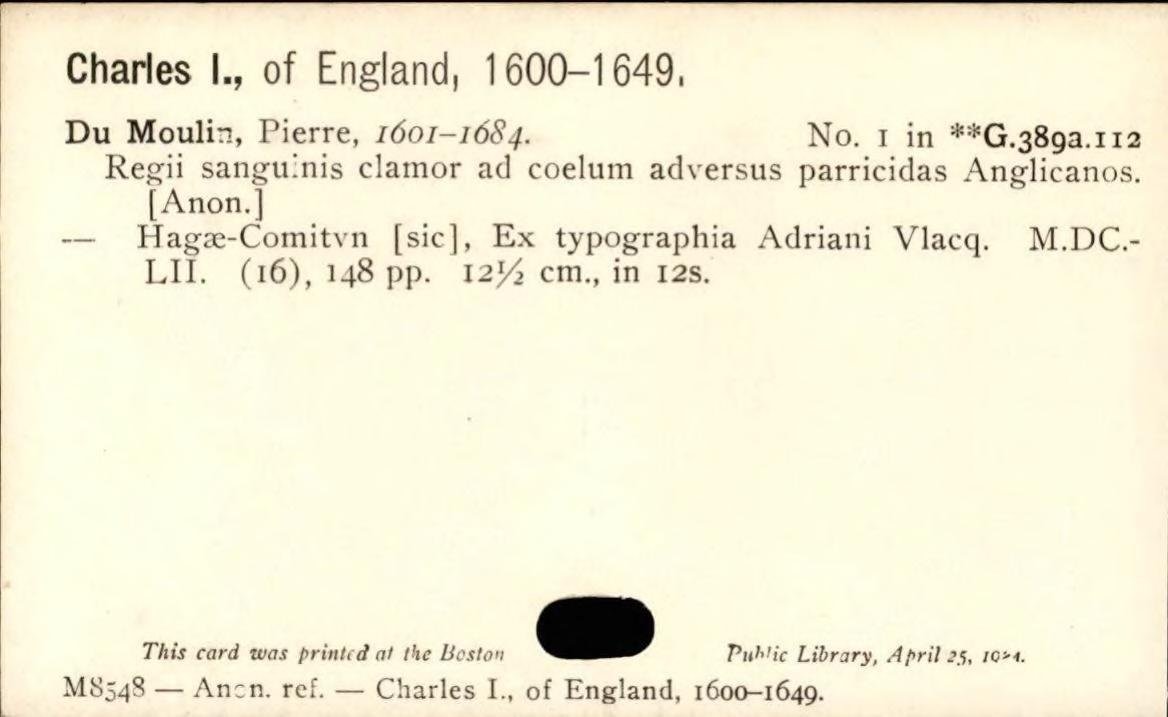 Charles I., of England, 1600–1649.
Du Moulin, Pierre, 1601–1684. No. 1 in **G.389a.112
Regii sanguinis clamor ad coelum adversus parricidas Anglicanos.
[Anon.]
— Hagæ-Comitvn [sic], Ex typographia Adriani Vlacq. M.DC.-
LII. (16), 148 pp. 12½ cm., in 12s.
This card was printed at the Boston Public Library, April 25,
M8548 — Anon. ref. — Charles I., of England, 1600–1649.